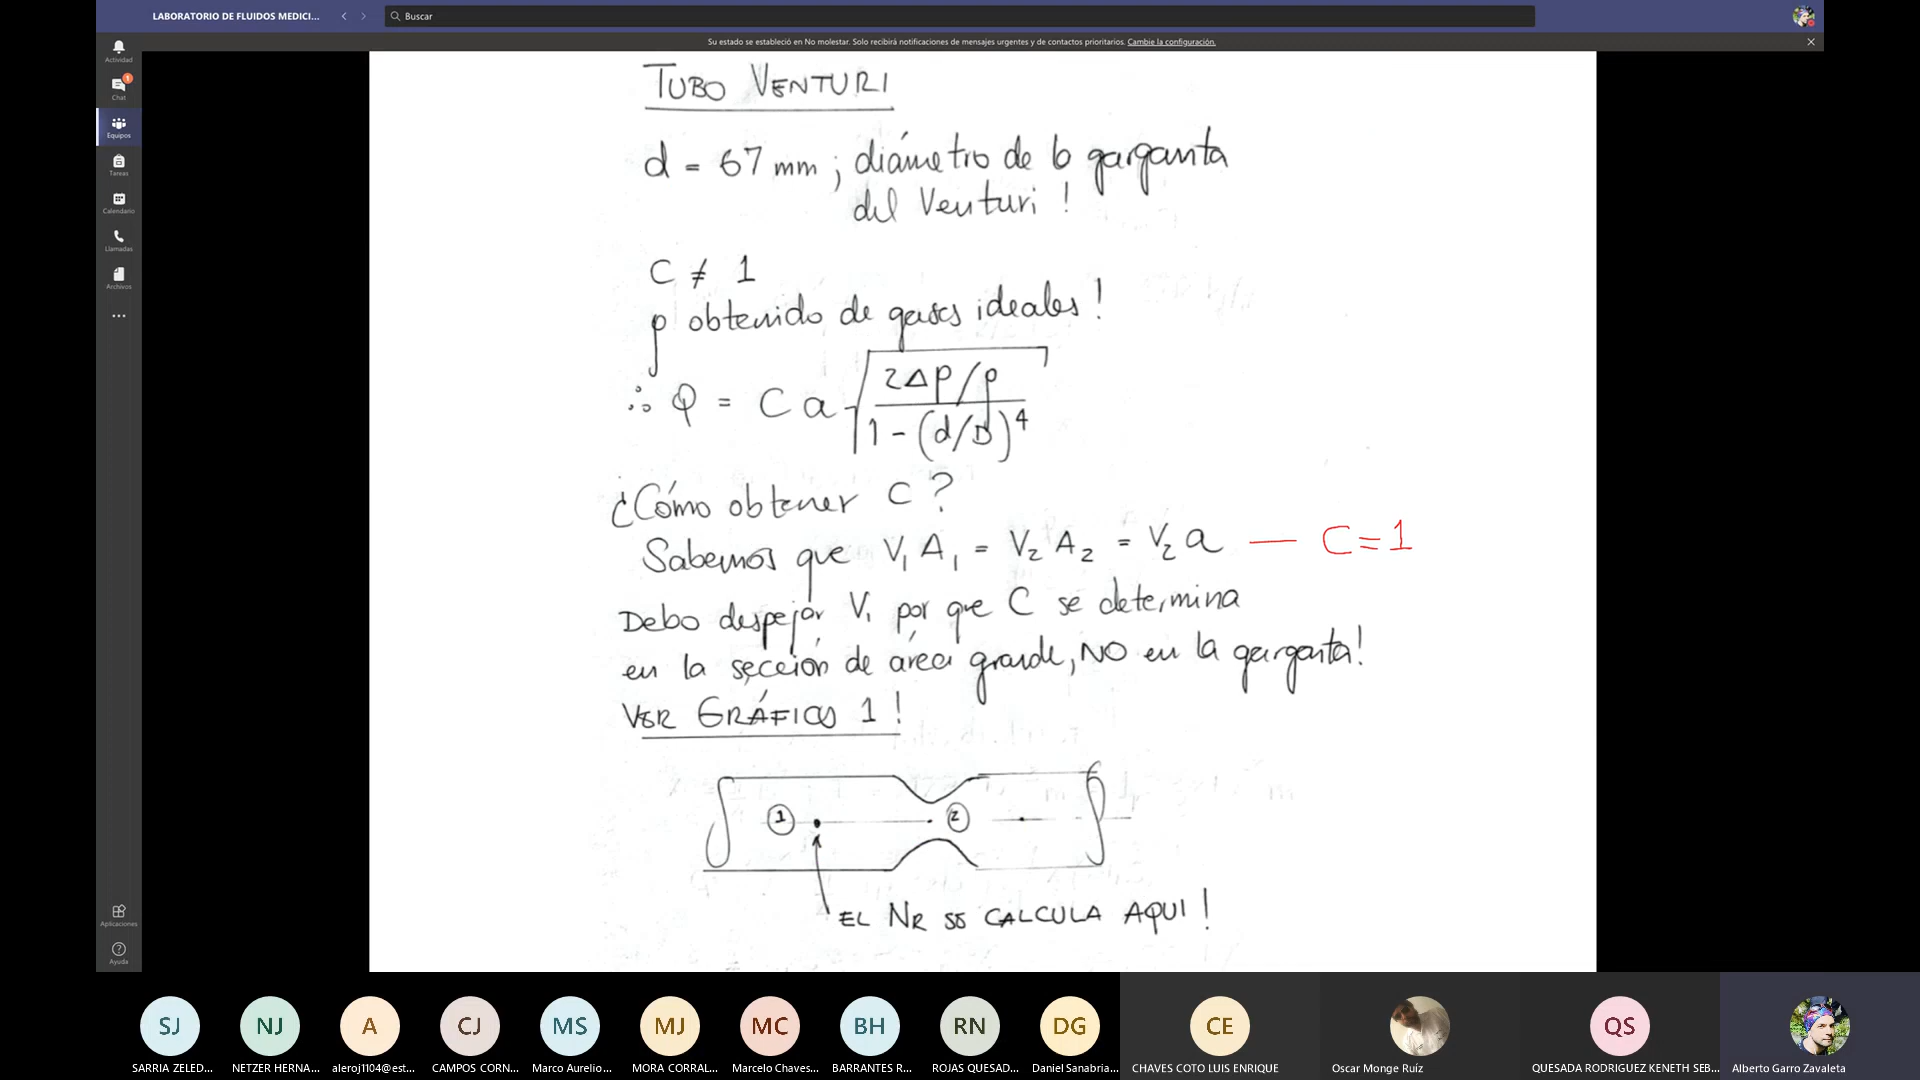 LABORATORIO DE FLUIDOS MEDICI...
Buscar
Su estado se estableció en No molestar. Solo recibirá notificaciones de mensajes urgentes y de contactos prioritarios. Cambie la configuración.
Actividad
1
Chat
Equipos
Tareas
Calendario
Llamadas
Archivos
Aplicaciones
Ayuda
TUBO VENTURI
d = 67 mm ; diámetro de la garganta
del Venturi !
C ≠ 1
ρ obtenido de gases ideales !
∴ Q = C a √((2Δp/ρ)/(1-(d/D)^4))
¿Cómo obtener C ?
Sabemos que V₁ A₁ = V₂ A₂ = V₂ a — C=1
Debo despejar V₁ por que C se determina
en la sección de área grande, NO en la garganta!
VER GRÁFICO 1 !
1 2
EL NR SE CALCULA AQUI !
SJ NJ A CJ MS MJ MC BH RN DG CE QS
SARRIA ZELED... NETZER HERNA... aleroj1104@est... CAMPOS CORN... Marco Aurelio... MORA CORRAL... Marcelo Chaves... BARRANTES R... ROJAS QUESAD... Daniel Sanabria... CHAVES COTO LUIS ENRIQUE Oscar Monge Ruíz QUESADA RODRIGUEZ KENETH SEB... Alberto Garro Zavaleta